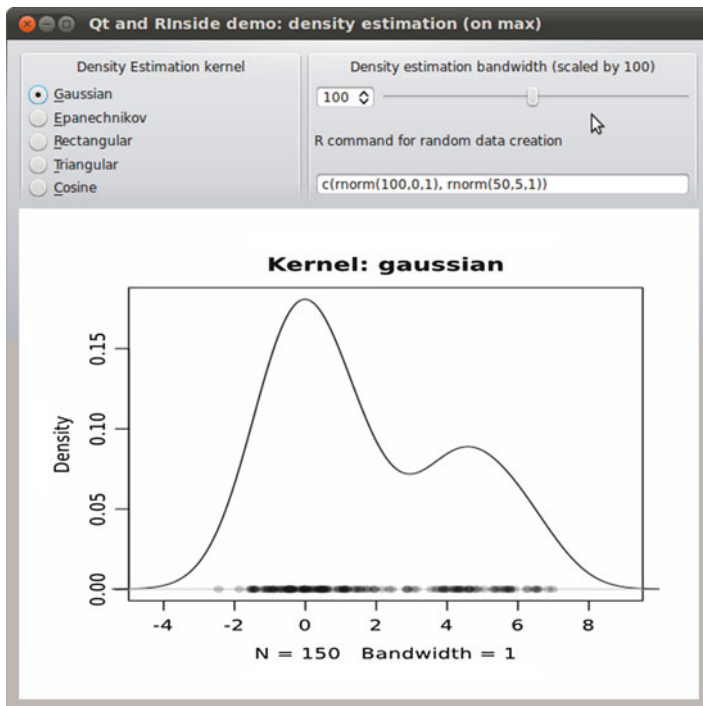 Qt and RInside demo: density estimation (on max)
Density Estimation kernel
Gaussian
Epanechnikov
Rectangular
Triangular
Cosine
Density estimation bandwidth (scaled by 100)
100
R command for random data creation
c(rnorm(100,0,1), rnorm(50,5,1))
Kernel: gaussian
Density
0.15
0.10
0.05
0.00
-4 -2 0 2 4 6 8
N = 150 Bandwidth = 1